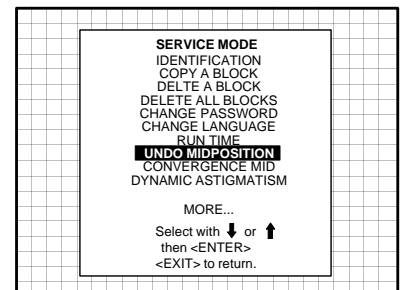 SERVICE MODE
IDENTIFICATION
COPY A BLOCK
DELTE A BLOCK
DELETE ALL BLOCKS
CHANGE PASSWORD
CHANGE LANGUAGE
RUN TIME
UNDO MIDPOSITION
CONVERGENCE MID
DYNAMIC ASTIGMATISM
MORE...
Select with ⬇ or ⬆
then <ENTER>
<EXIT> to return.